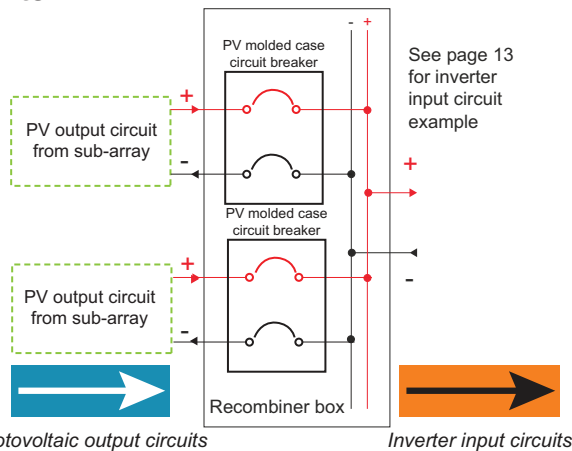 - +
PV molded case
circuit breaker
See page 13
for inverter
input circuit
example
+
PV output circuit
from sub-array
-
+
-
PV molded case
circuit breaker
+
PV output circuit
from sub-array
-
Recombiner box
otovoltaic output circuits
Inverter input circuits